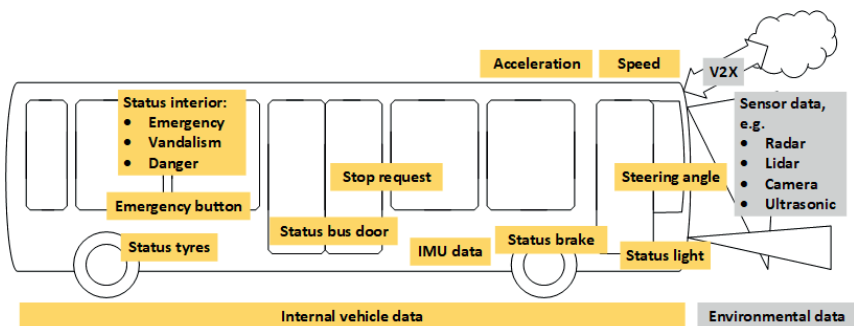 Acceleration
Speed
V2X
Status interior:
• Emergency
• Vandalism
• Danger
Sensor data,
e.g.
• Radar
• Lidar
• Camera
• Ultrasonic
Stop request
Steering angle
Emergency button
Status bus door
Status brake
Status tyres
IMU data
Status light
Internal vehicle data
Environmental data